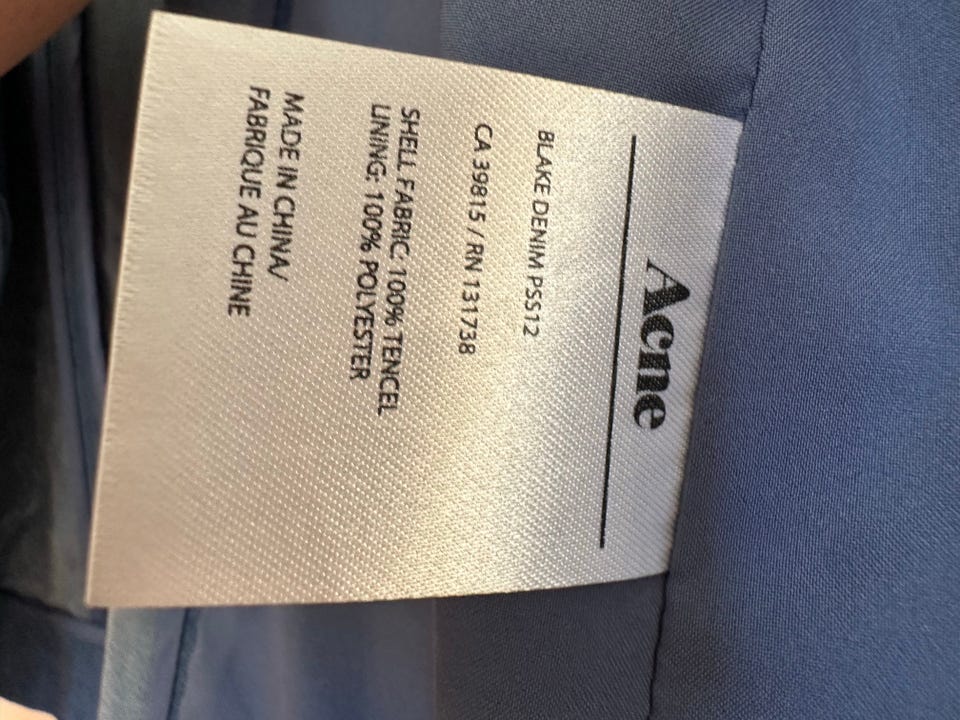 Acne
BLAKE DENIM PSS12
CA 39815 / RN 131738
SHELL FABRIC: 100% TENCEL
LINING: 100% POLYESTER
MADE IN CHINA/
FABRIQUE AU CHINE